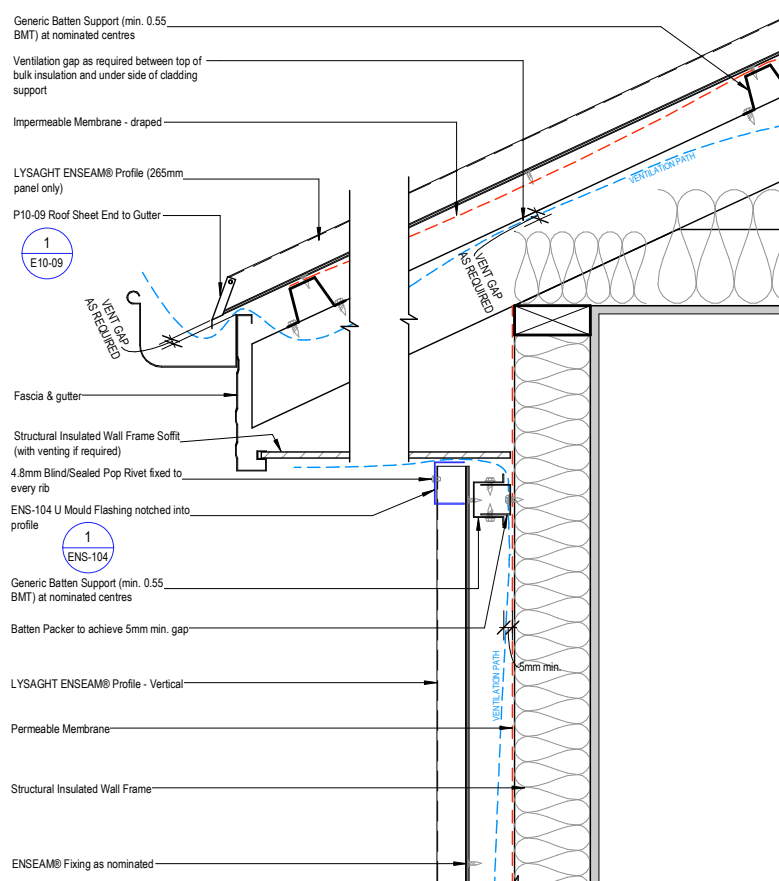 Generic Batten Support (min. 0.55
BMT) at nominated centres
Ventilation gap as required between top of
bulk insulation and under side of cladding
support
Impermeable Membrane - draped
LYSAGHT ENSEAM® Profile (265mm
panel only)
P10-09 Roof Sheet End to Gutter
1
E10-09
VENT GAP
AS REQUIRED
VENTILATION PATH
VENT GAP
AS REQUIRED
Fascia & gutter
Structural Insulated Wall Frame Soffit
(with venting if required)
4.8mm Blind/Sealed Pop Rivet fixed to
every rib
ENS-104 U Mould Flashing notched into
profile
1
ENS-104
Generic Batten Support (min. 0.55
BMT) at nominated centres
Batten Packer to achieve 5mm min. gap
5mm min.
VENTILATION PATH
LYSAGHT ENSEAM® Profile - Vertical
Permeable Membrane
Structural Insulated Wall Frame
ENSEAM® Fixing as nominated